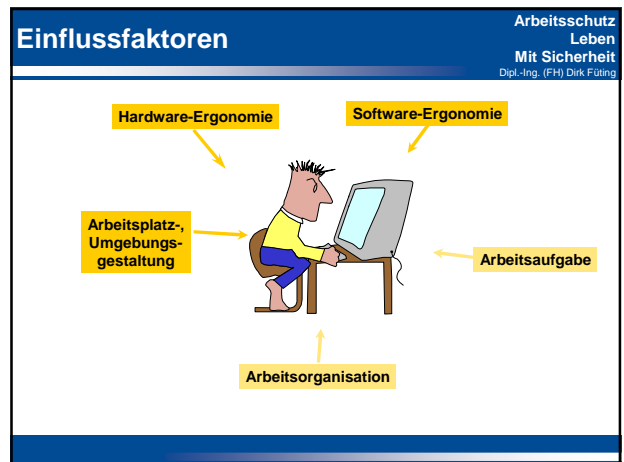 Einflussfaktoren
Arbeitsschutz
Leben
Mit Sicherheit
Dipl.-Ing. (FH) Dirk Füting
Hardware-Ergonomie
Software-Ergonomie
Arbeitsplatz-,
Umgebungs-
gestaltung
Arbeitsaufgabe
Arbeitsorganisation